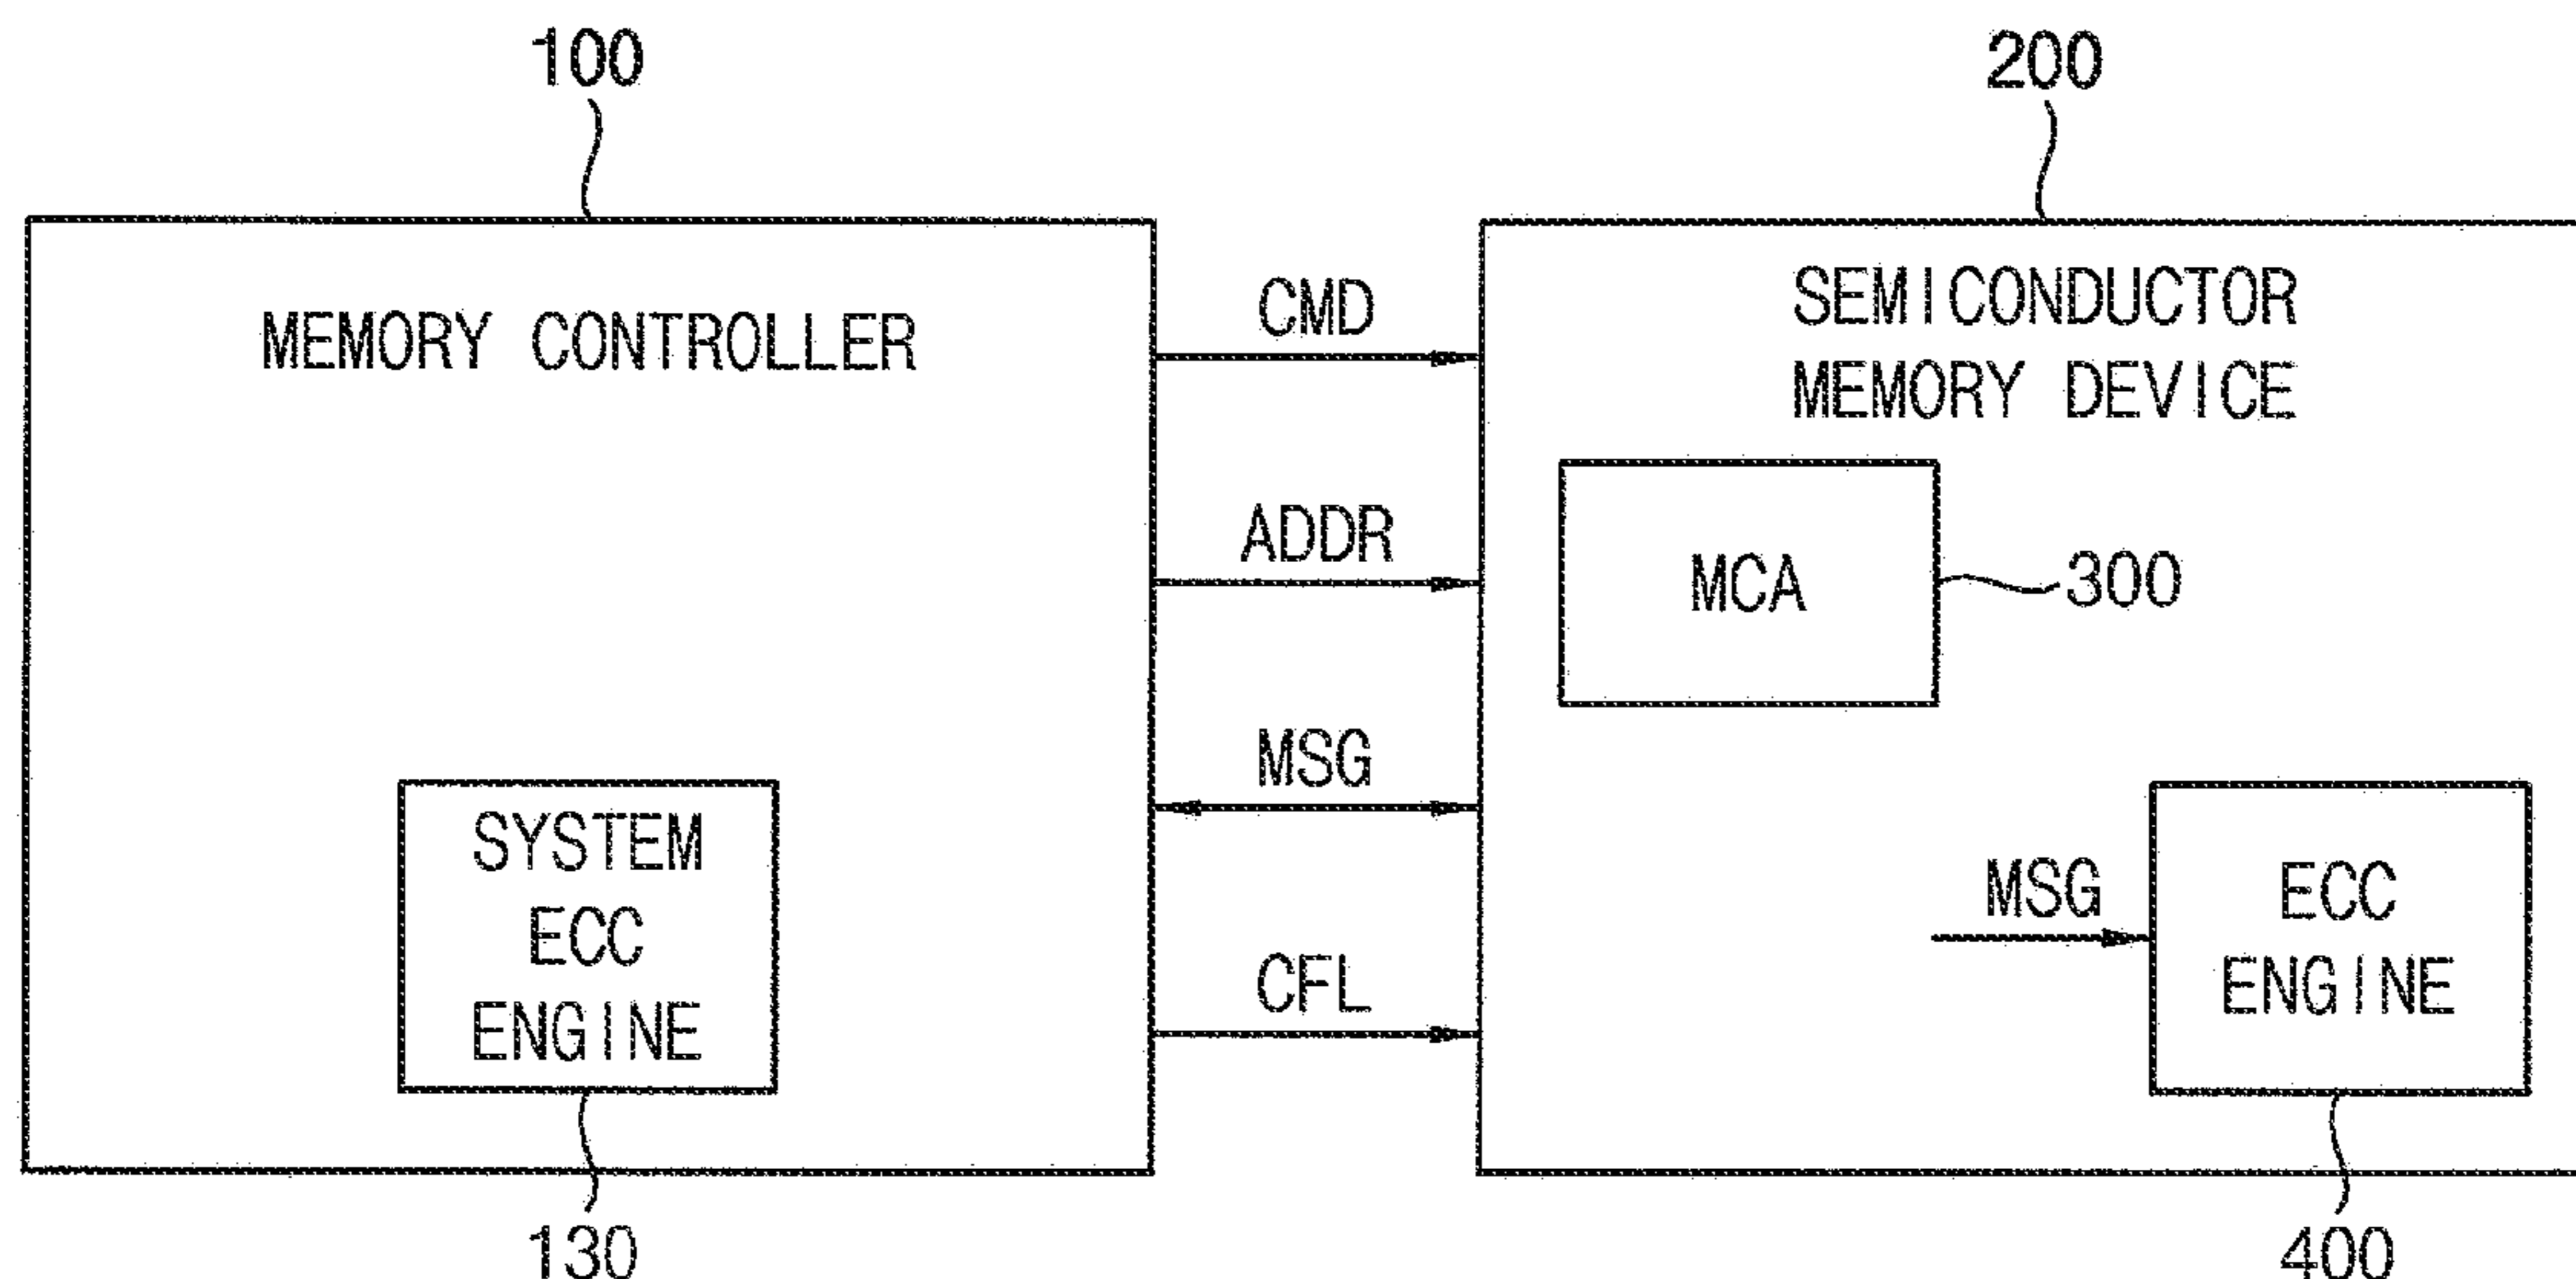 100
200
MEMORY CONTROLLER
SEMICONDUCTOR
MEMORY DEVICE
CMD
ADDR
MSG
CFL
MCA
300
SYSTEM
ECC
ENGINE
MSG
ECC
ENGINE
130
400